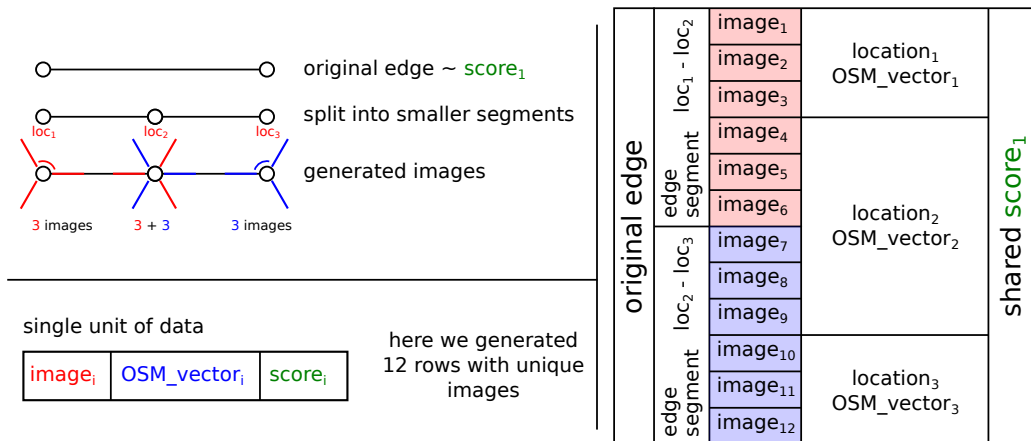 original edge ~ score₁
split into smaller segments
loc₁ loc₂ loc₃
generated images
3 images 3 + 3 3 images
single unit of data
imageᵢ OSM_vectorᵢ scoreᵢ
here we generated
12 rows with unique
images
original edge
edge segment loc₁ - loc₂
edge segment loc₂ - loc₃
image₁
image₂
image₃
image₄
image₅
image₆
image₇
image₈
image₉
image₁₀
image₁₁
image₁₂
location₁
OSM_vector₁
location₂
OSM_vector₂
location₃
OSM_vector₃
shared score₁